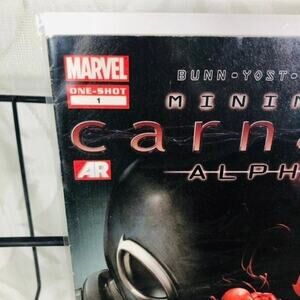 MARVEL
ONE-SHOT
1
BUNN•YOST•
MINIM
carna
ALPH
AR